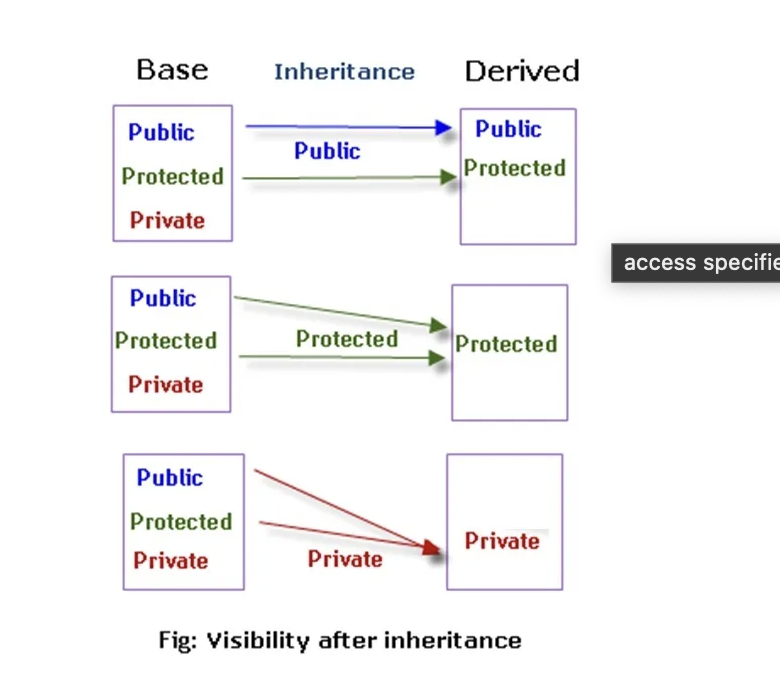 Base Inheritance Derived
Public Public
Public
Protected Protected
Private
access specifie
Public
Protected Protected Protected
Private
Public
Protected
Private Private Private
Fig: Visibility after inheritance